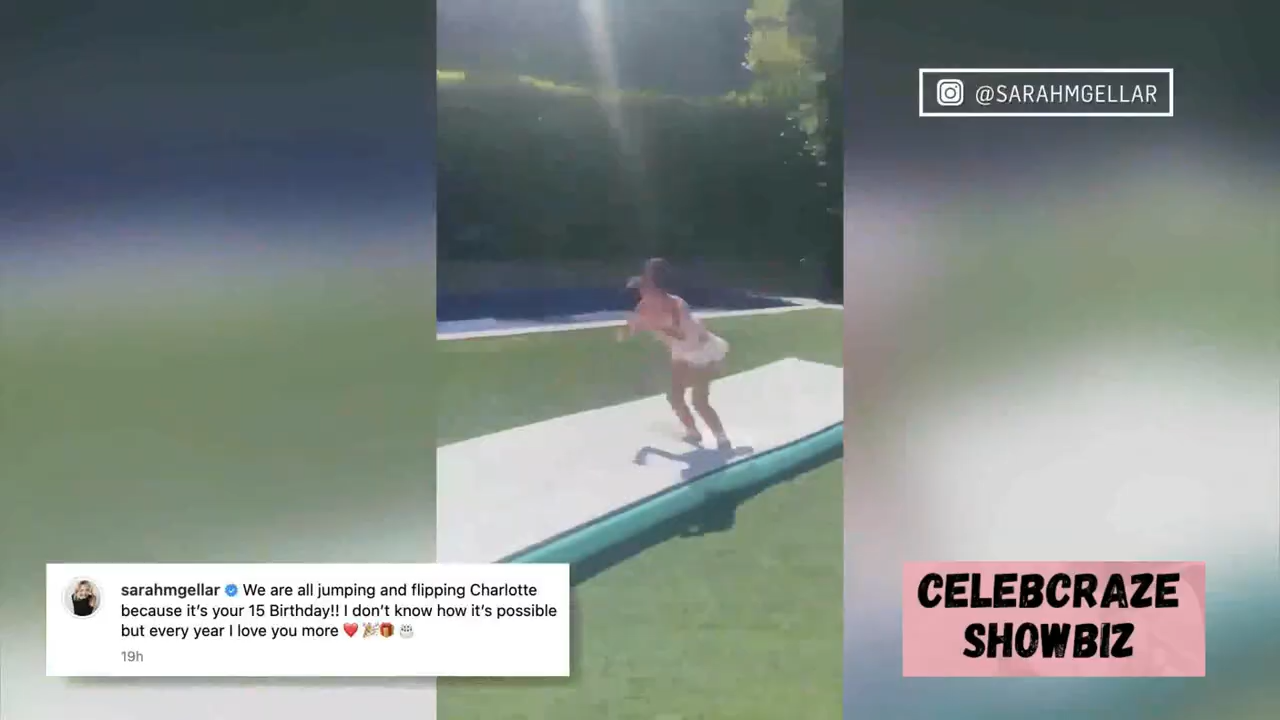 @SARAHMGELLAR
sarahmgellar We are all jumping and flipping Charlotte
because it’s your 15 Birthday!! I don’t know how it’s possible
but every year I love you more ❤️ 🎉🎁 🎂
19h
CELEBCRAZE
SHOWBIZ